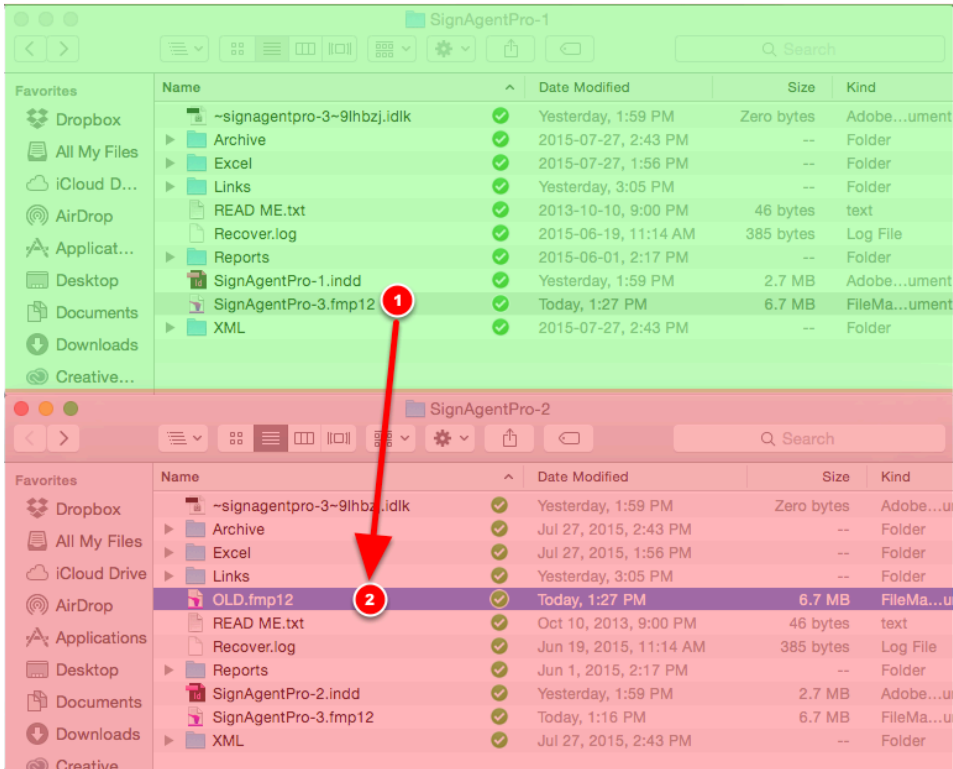 SignAgentPro-1
Search
Favorites
Name Date Modified Size Kind
Dropbox ~signagentpro-3~9lhbzj.idlk Yesterday, 1:59 PM Zero bytes Adobe...ument
Archive 2015-07-27, 2:43 PM -- Folder
All My Files Excel 2015-07-27, 1:56 PM -- Folder
iCloud D... Links Yesterday, 3:05 PM -- Folder
AirDrop READ ME.txt 2013-10-10, 9:00 PM 46 bytes text
Recover.log 2015-06-19, 11:14 AM 385 bytes Log File
Applicat... Reports 2015-06-01, 2:17 PM -- Folder
Desktop SignAgentPro-1.indd Yesterday, 1:59 PM 2.7 MB Adobe...ument
Documents SignAgentPro-3.fmp12 1 Today, 1:27 PM 6.7 MB FileMa...ument
XML 2015-07-27, 2:43 PM -- Folder
Downloads
Creative...
SignAgentPro-2
Search
Favorites
Name Date Modified Size Kind
Dropbox ~signagentpro-3~9lhbzj.idlk Yesterday, 1:59 PM Zero bytes Adobe...u
Archive Jul 27, 2015, 2:43 PM -- Folder
All My Files Excel Jul 27, 2015, 1:56 PM -- Folder
iCloud Drive Links Yesterday, 3:05 PM -- Folder
AirDrop OLD.fmp12 2 Today, 1:27 PM 6.7 MB FileMa...u
READ ME.txt Oct 10, 2013, 9:00 PM 46 bytes text
Applications Recover.log Jun 19, 2015, 11:14 AM 385 bytes Log File
Desktop Reports Jun 1, 2015, 2:17 PM -- Folder
Documents SignAgentPro-2.indd Yesterday, 1:59 PM 2.7 MB Adobe...u
SignAgentPro-3.fmp12 Today, 1:16 PM 6.7 MB FileMa...u
Downloads XML Jul 27, 2015, 2:43 PM -- Folder
Creative